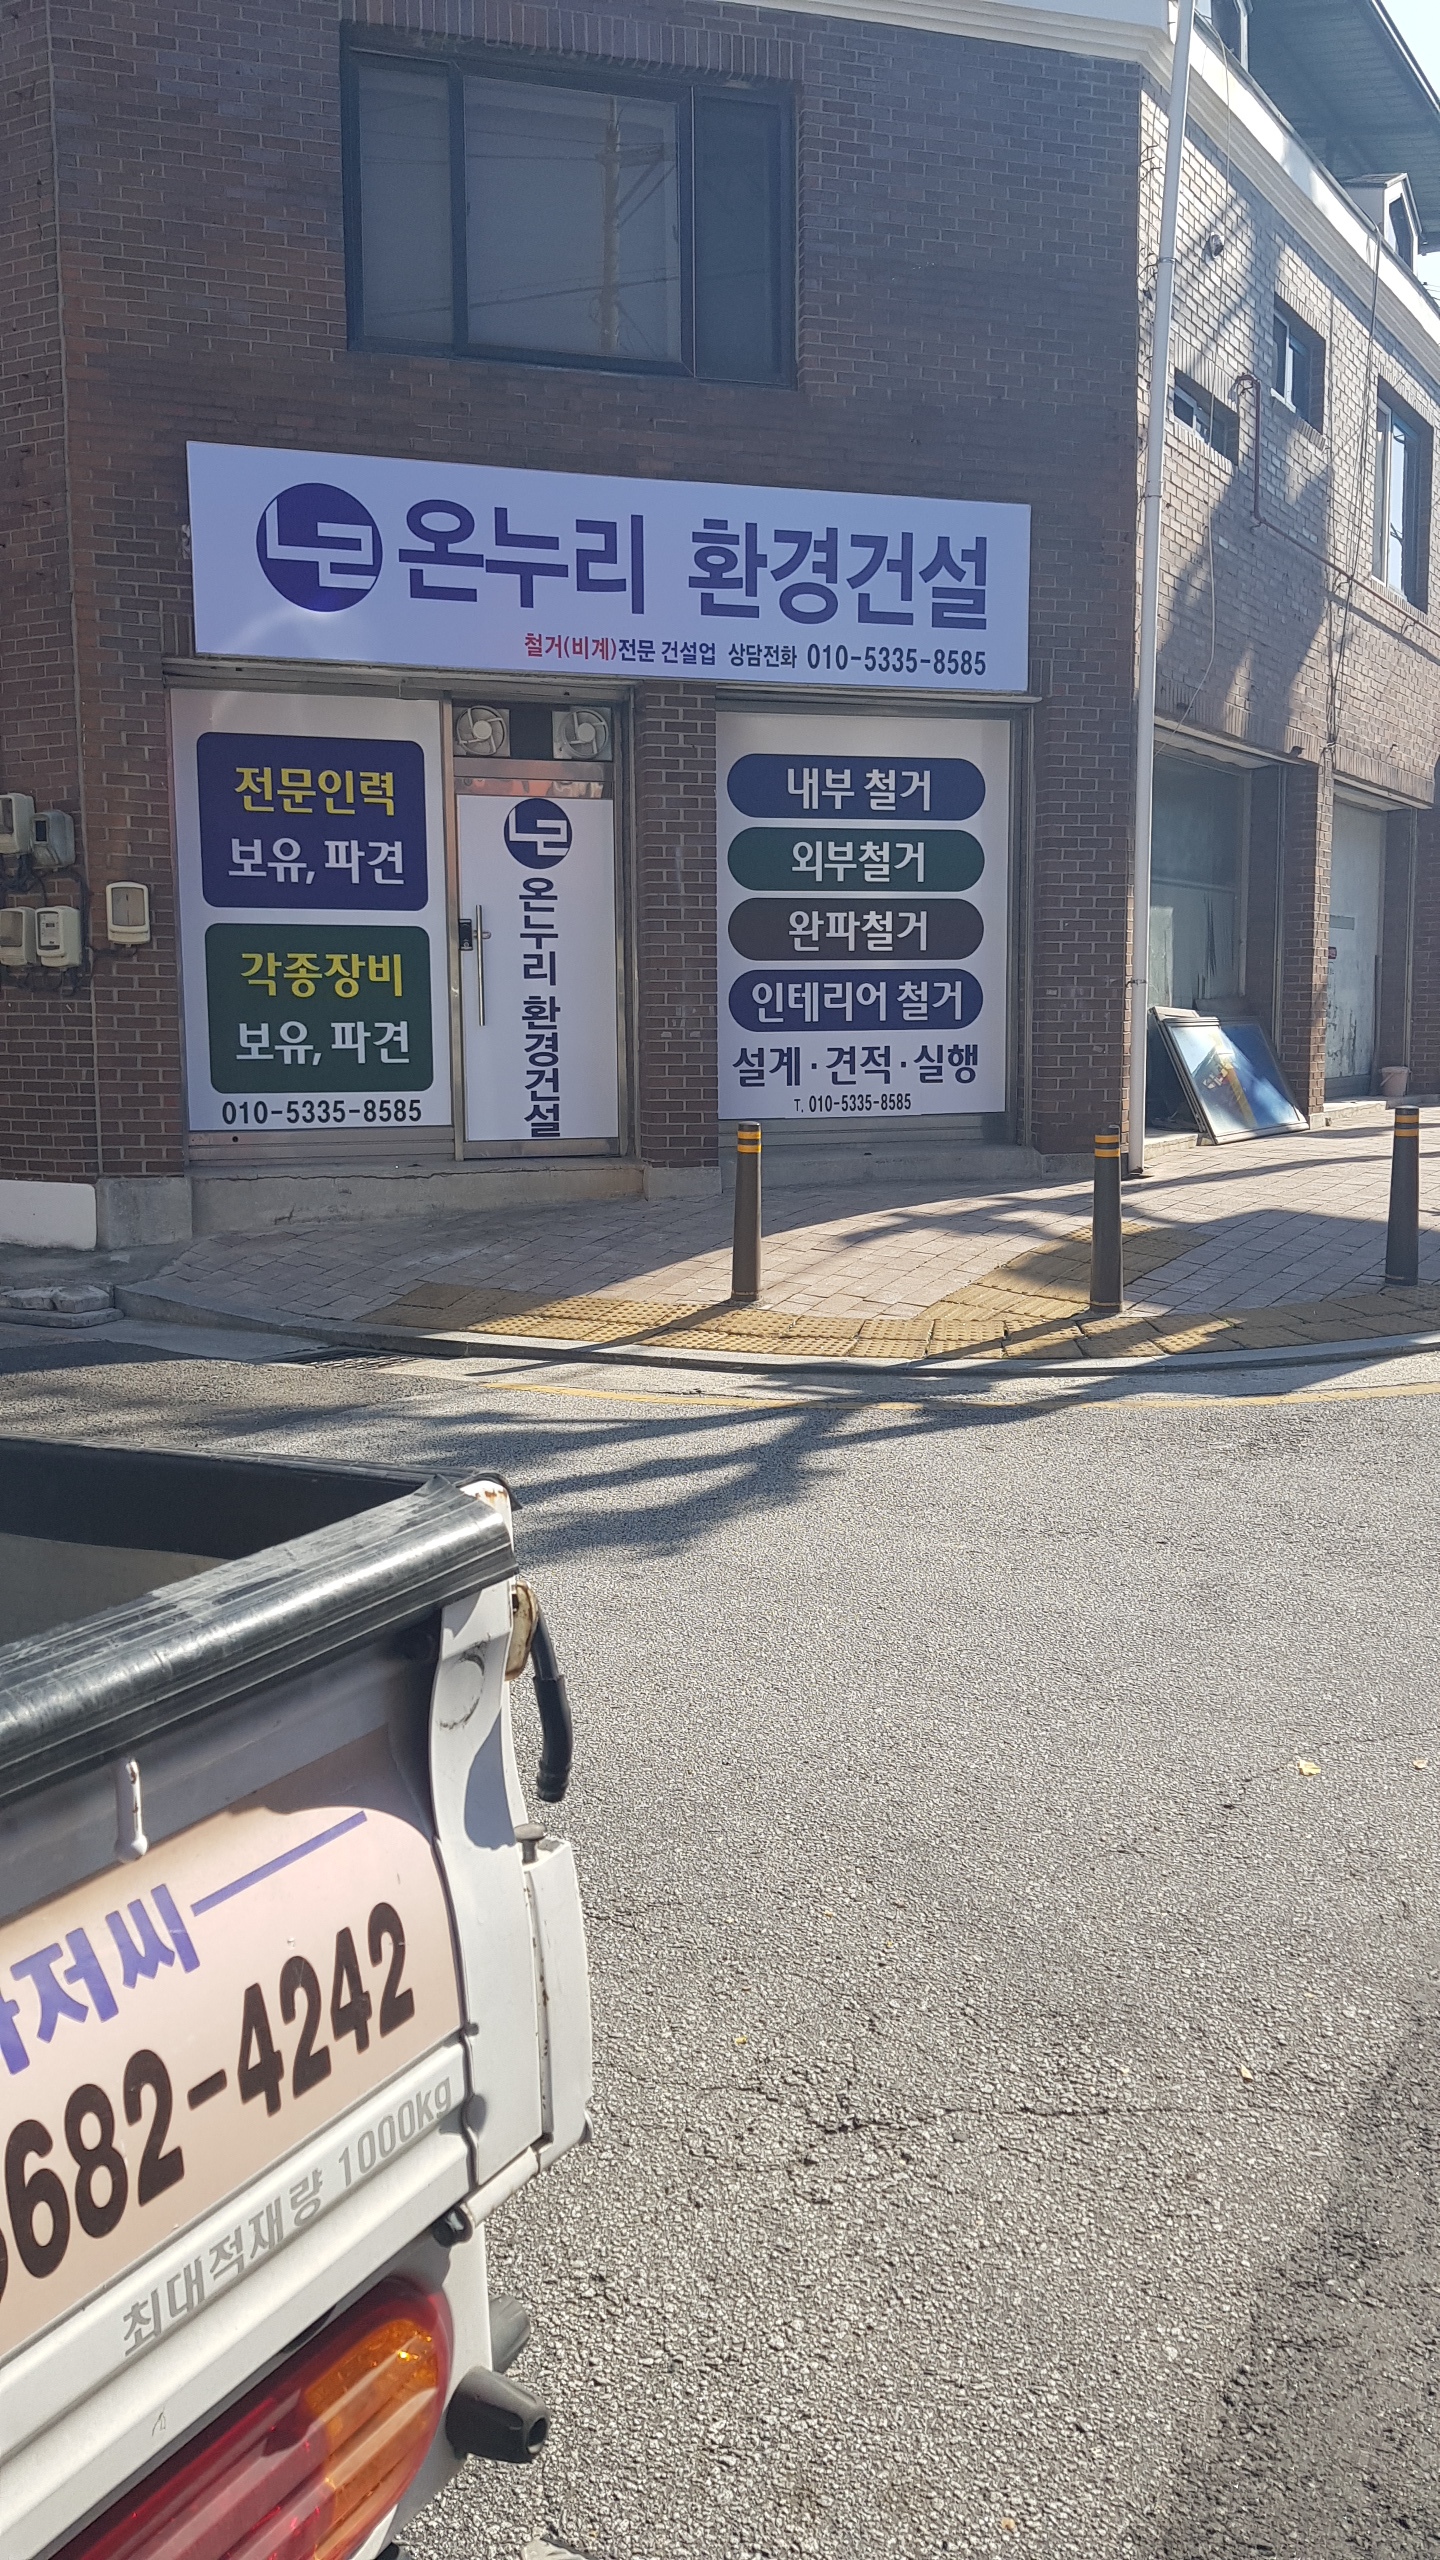 온누리 환경건설
철거(비계)전문 건설업 상담전화 010-5335-8585
전문인력
보유, 파견
각종장비
보유, 파견
010-5335-8585
온누리 환경건설
내부 철거
외부철거
완파철거
인테리어 철거
설계·견적·실행
T. 010-5335-8585
저씨
682-4242
최대적재량 1000kg